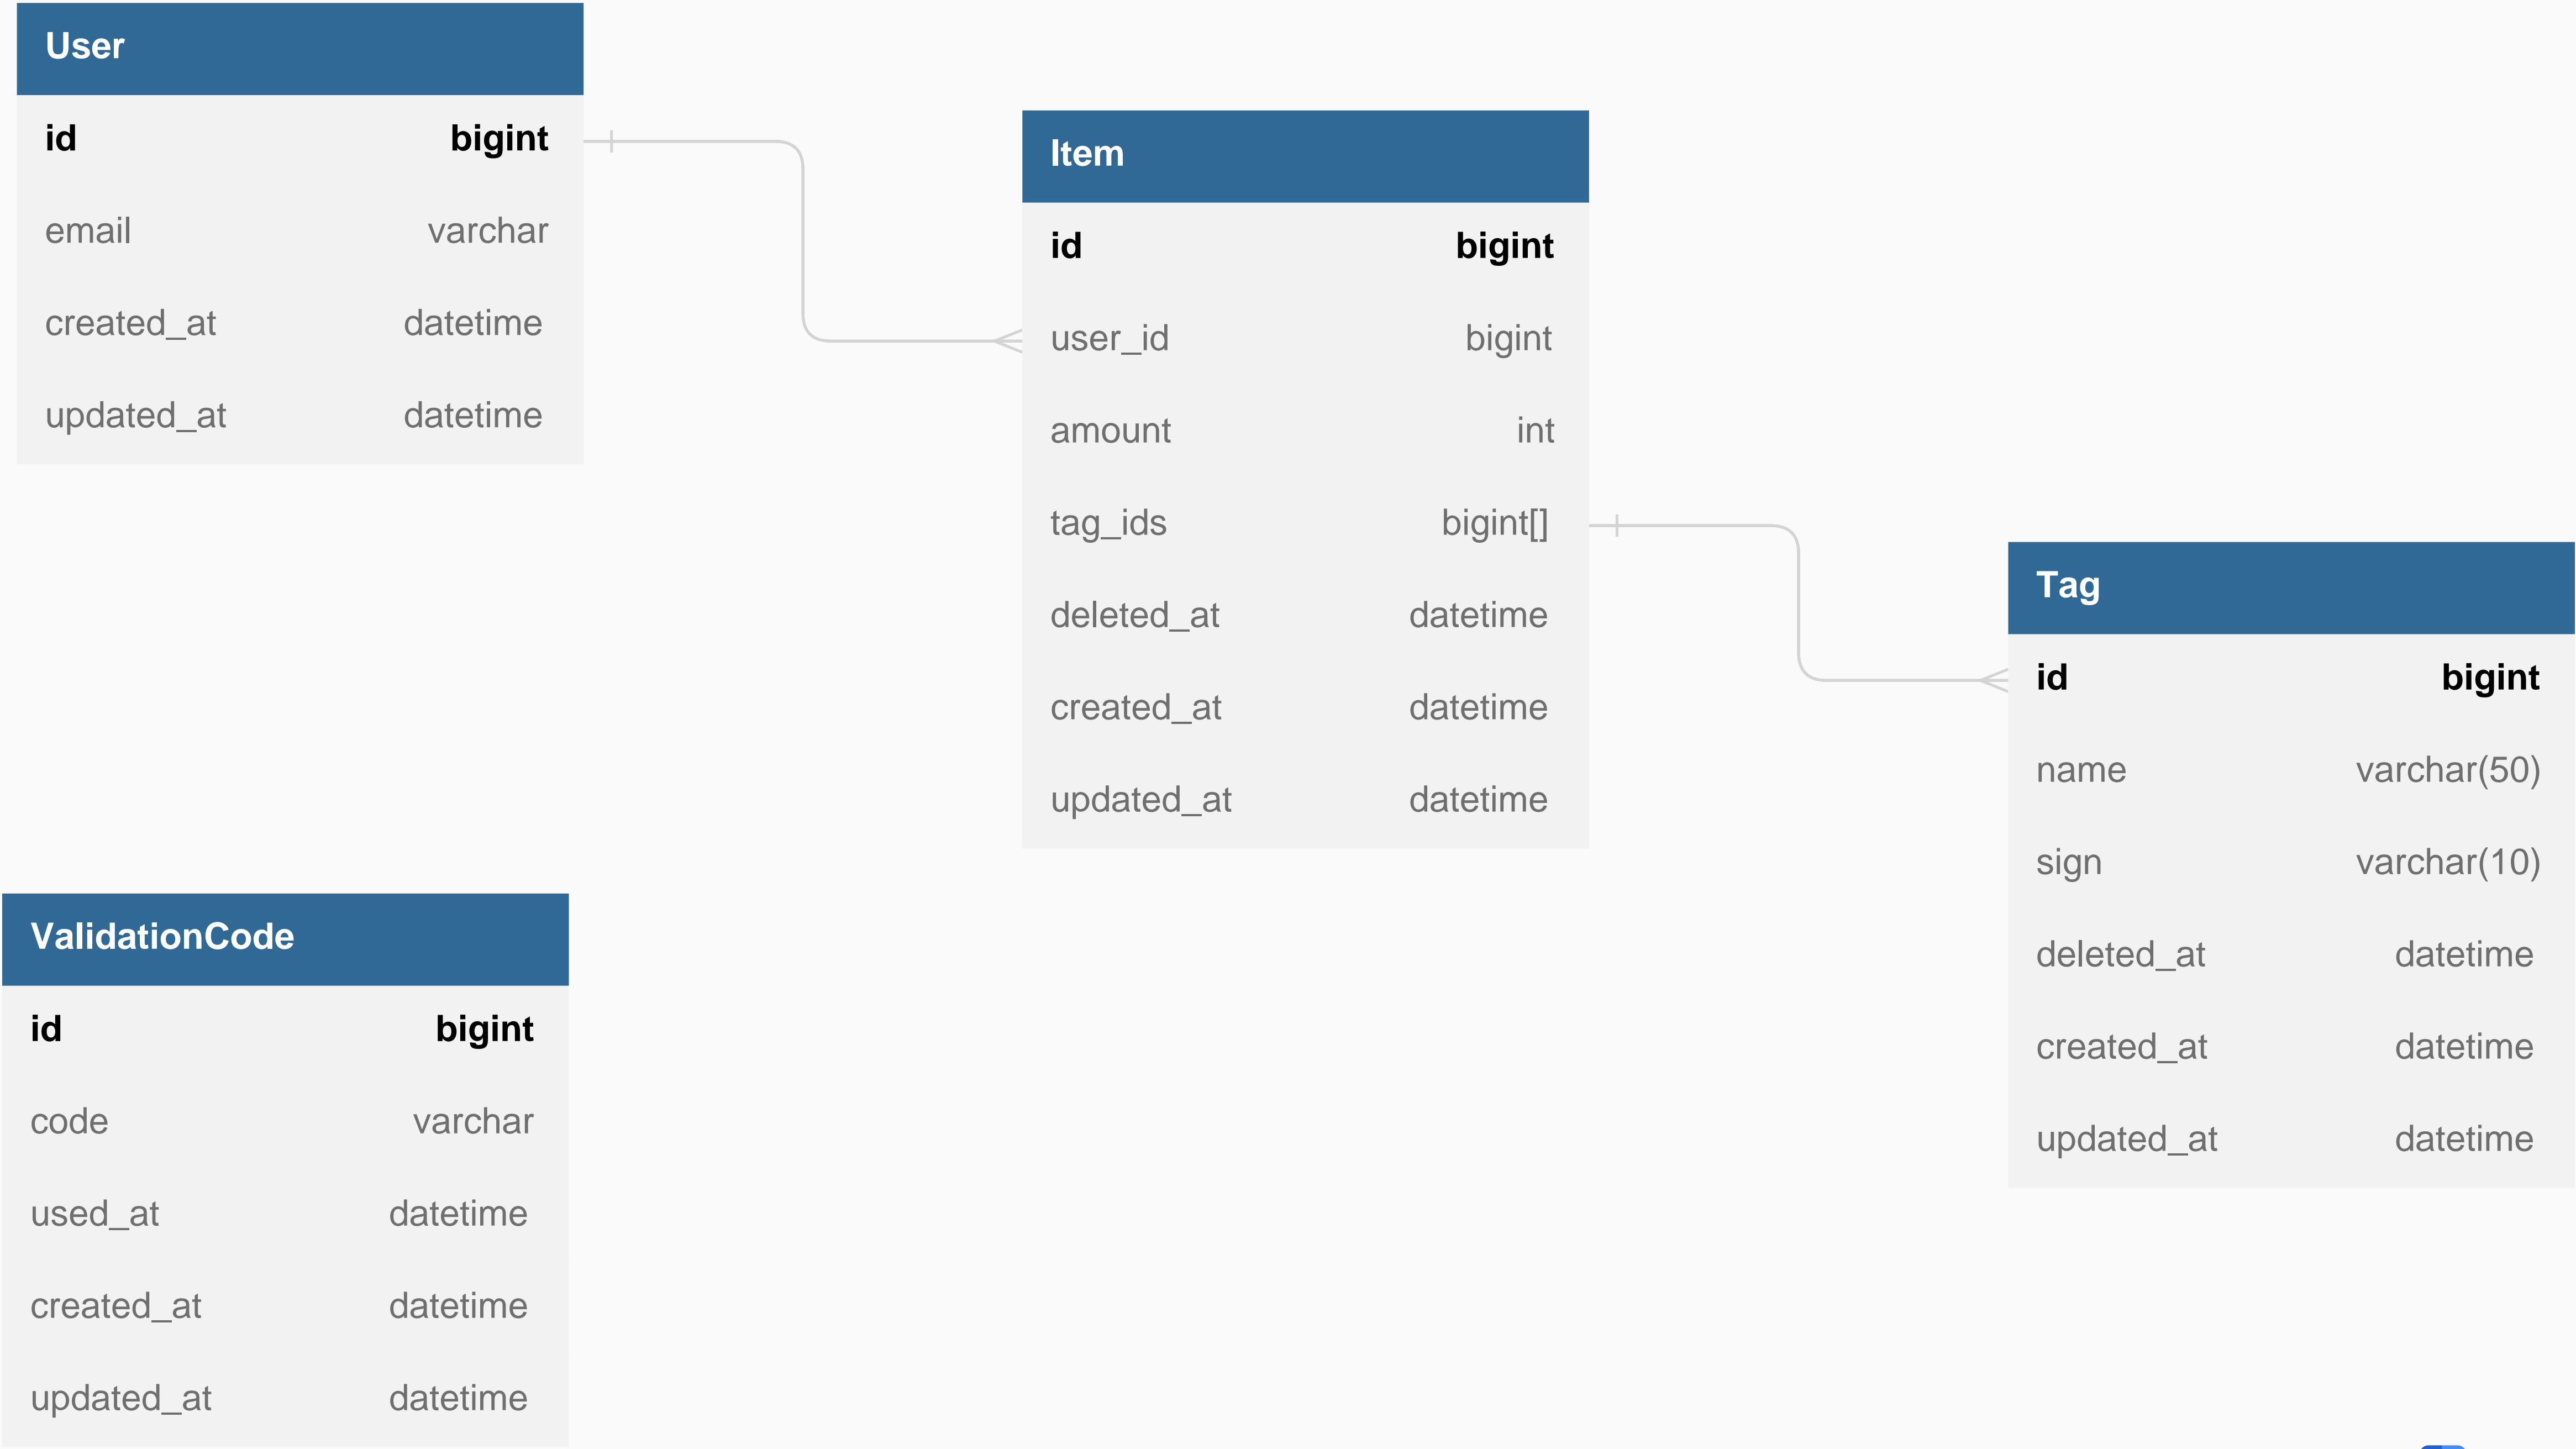 User
id bigint
email varchar
created_at datetime
updated_at datetime
Item
id bigint
user_id bigint
amount int
tag_ids bigint[]
deleted_at datetime
created_at datetime
updated_at datetime
Tag
id bigint
name varchar(50)
sign varchar(10)
deleted_at datetime
created_at datetime
updated_at datetime
ValidationCode
id bigint
code varchar
used_at datetime
created_at datetime
updated_at datetime